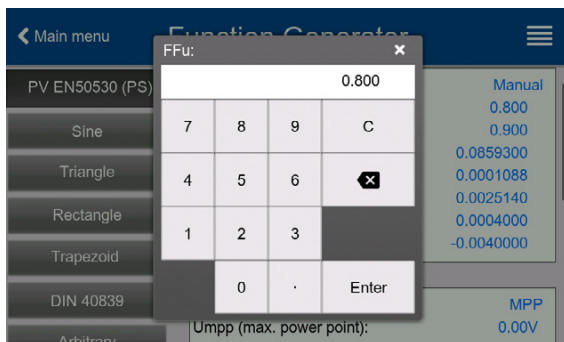 Main menu
Function Generator
FFu:
0.800
7 8 9 C
4 5 6
1 2 3
0 . Enter
PV EN50530 (PS)
Sine
Triangle
Rectangle
Trapezoid
DIN 40839
Arbitrary
Manual
0.800
0.900
0.0859300
0.0001088
0.0025140
0.0004000
-0.0040000
MPP
Umpp (max. power point): 0.00V